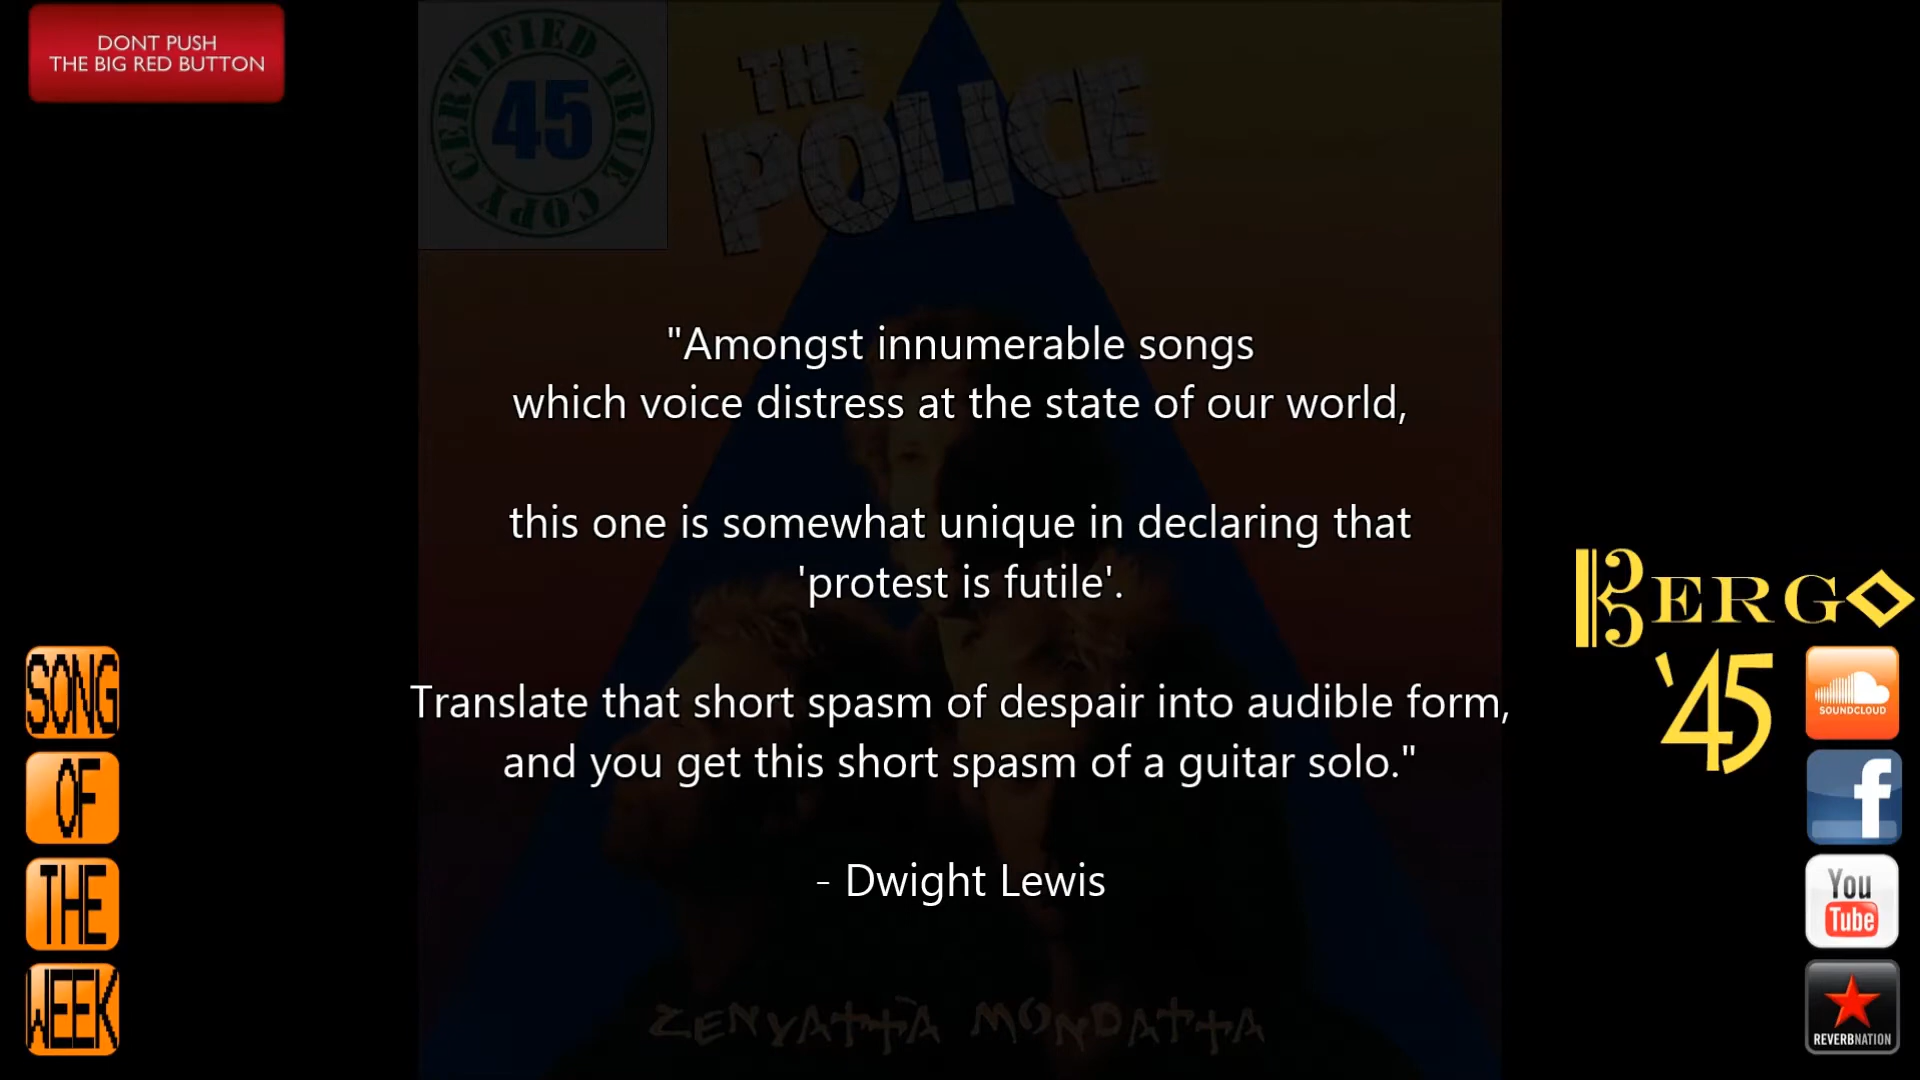 DONT PUSH
THE BIG RED BUTTON
CERTIFIED TRUE COPY
45
THE
POLICE
"Amongst innumerable songs
which voice distress at the state of our world,
this one is somewhat unique in declaring that
'protest is futile'.
Translate that short spasm of despair into audible form,
and you get this short spasm of a guitar solo."
- Dwight Lewis
ZENYATTÀ MONDATTA
SONG
OF
THE
WEEK
BERGO
'45
SOUNDCLOUD
f
You
Tube
REVERBNATION